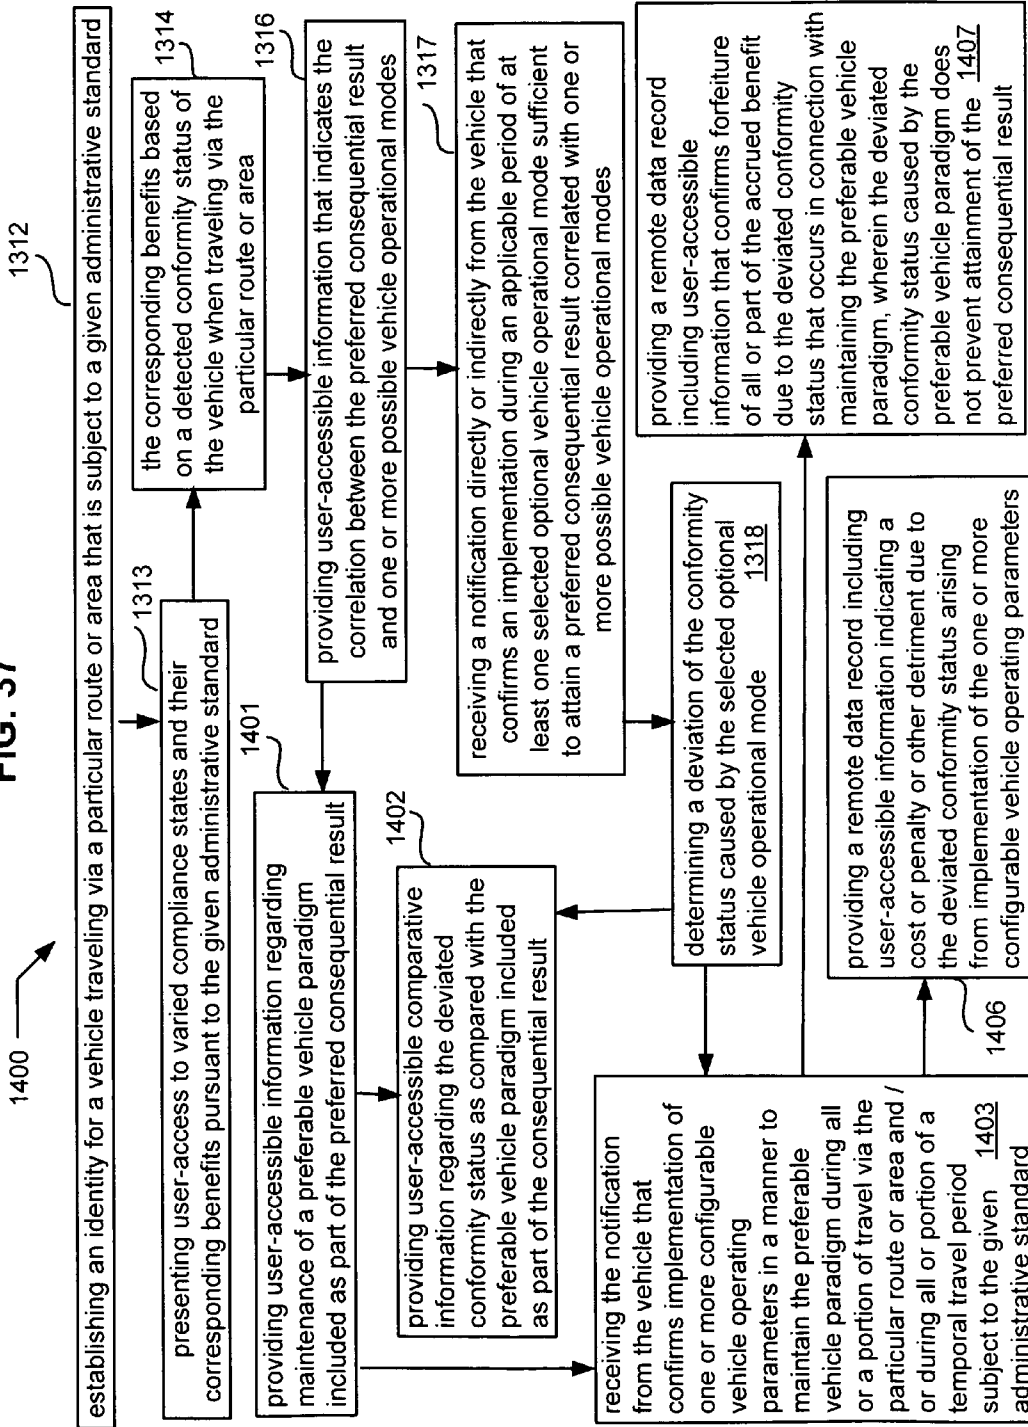 FIG. 37
1400
1312
establishing an identity for a vehicle traveling via a particular route or area that is subject to a given administrative standard
1313
presenting user-access to varied compliance states and their
corresponding benefits pursuant to the given administrative standard
1314
the corresponding benefits based
on a detected conformity status of
the vehicle when traveling via the
particular route or area
1316
providing user-accessible information that indicates the
correlation between the preferred consequential result
and one or more possible vehicle operational modes
1401
providing user-accessible information regarding
maintenance of a preferable vehicle paradigm
included as part of the preferred consequential result
1317
receiving a notification directly or indirectly from the vehicle that
confirms an implementation during an applicable period of at
least one selected optional vehicle operational mode sufficient
to attain a preferred consequential result correlated with one or
more possible vehicle operational modes
1402
providing user-accessible comparative
information regarding the deviated
conformity status as compared with the
preferable vehicle paradigm included
as part of the consequential result
determining a deviation of the conformity
status caused by the selected optional
vehicle operational mode 1318
receiving the notification
from the vehicle that
confirms implementation of
one or more configurable
vehicle operating
parameters in a manner to
maintain the preferable
vehicle paradigm during all
or a portion of travel via the
particular route or area and /
or during all or portion of a
temporal travel period
subject to the given 1403
administrative standard
1406
providing a remote data record including
user-accessible information indicating a
cost or penalty or other detriment due to
the deviated conformity status arising
from implementation of the one or more
configurable vehicle operating parameters
providing a remote data record
including user-accessible
information that confirms forfeiture
of all or part of the accrued benefit
due to the deviated conformity
status that occurs in connection with
maintaining the preferable vehicle
paradigm, wherein the deviated
conformity status caused by the
preferable vehicle paradigm does
not prevent attainment of the 1407
preferred consequential result